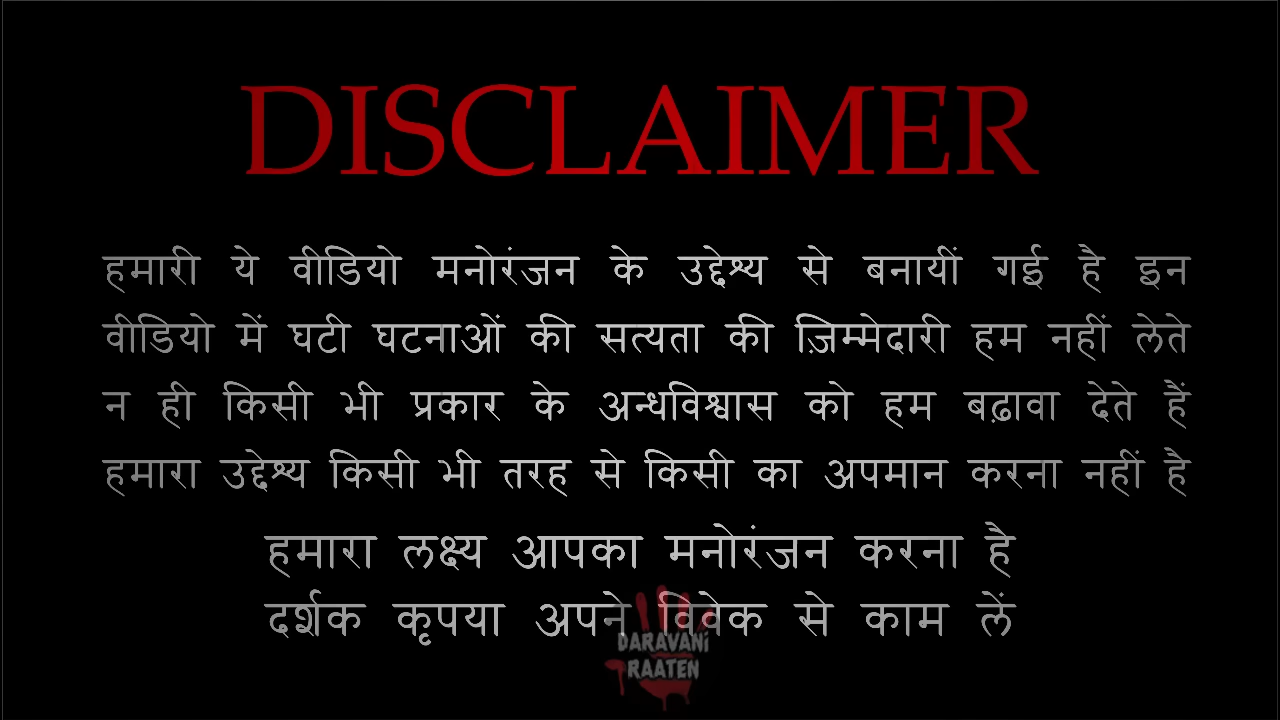 DISCLAIMER
हमारी ये वीडियो मनोरंजन के उद्देश्य से बनायीं गई है इन
वीडियो में घटी घटनाओं की सत्यता की ज़िम्मेदारी हम नहीं लेते
न ही किसी भी प्रकार के अन्धविश्वास को हम बढ़ावा देते हैं
हमारा उद्देश्य किसी भी तरह से किसी का अपमान करना नहीं है
हमारा लक्ष्य आपका मनोरंजन करना है
दर्शक कृपया अपने विवेक से काम लें
DARAVANi
RAATEN